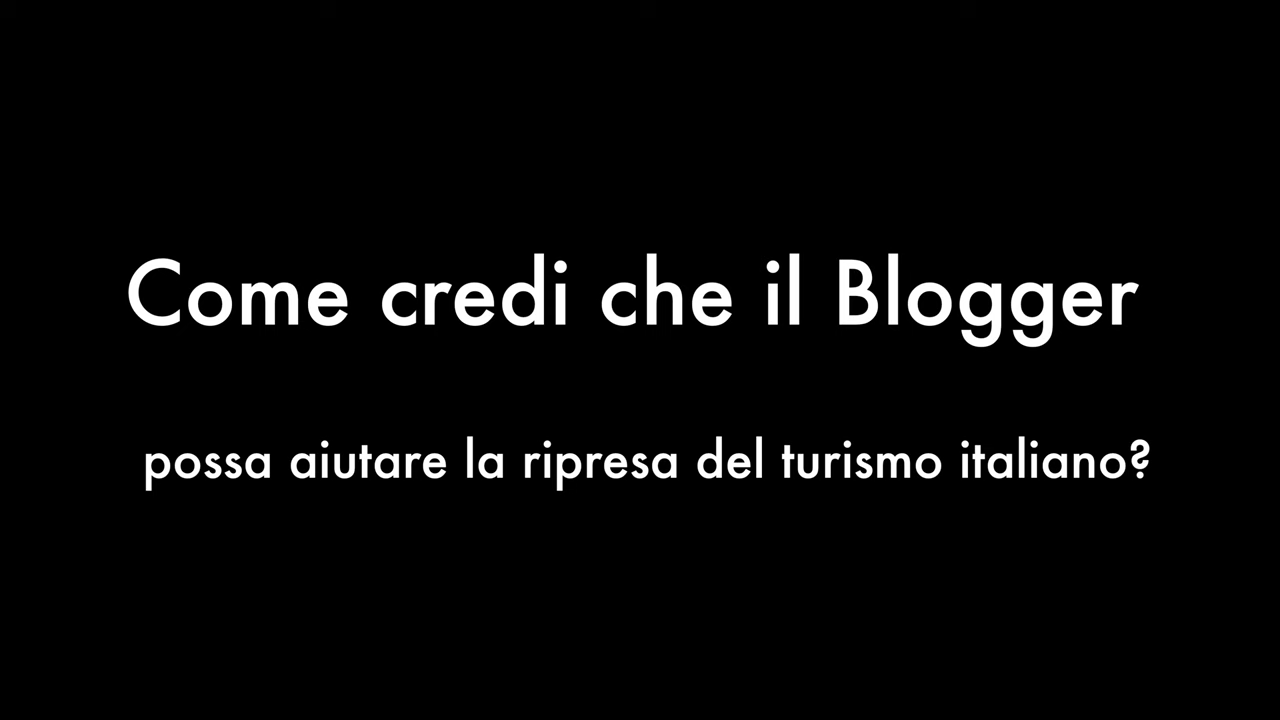 Come credi che il Blogger
possa aiutare la ripresa del turismo italiano?